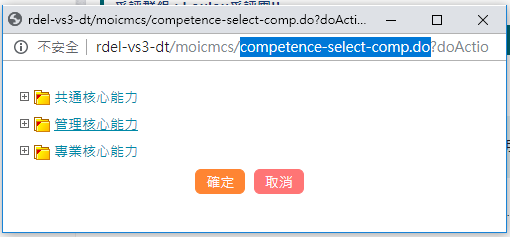 rdel-vs3-dt/moicmcs/competence-select-comp.do?doActi...
不安全 | rdel-vs3-dt/moicmcs/competence-select-comp.do?doActio
共通核心能力
管理核心能力
專業核心能力
確定 取消